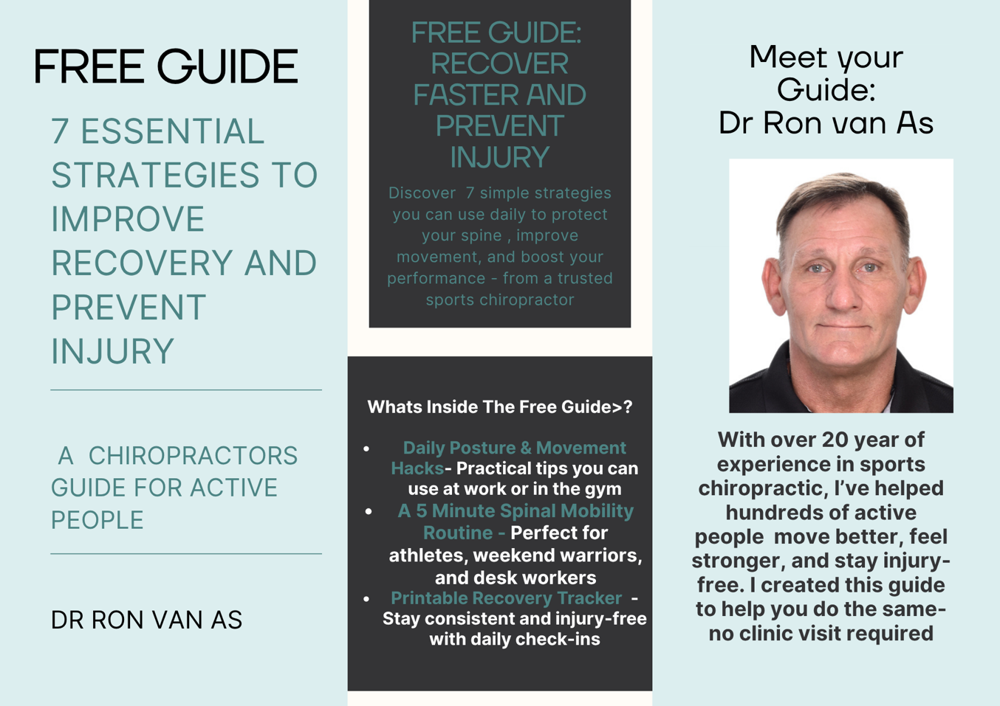 FREE GUIDE
7 ESSENTIAL
STRATEGIES TO
IMPROVE
RECOVERY AND
PREVENT
INJURY
A  CHIROPRACTORS
GUIDE FOR ACTIVE
PEOPLE
DR RON VAN AS
FREE GUIDE:
RECOVER
FASTER AND
PREVENT
INJURY
Discover  7 simple strategies
you can use daily to protect
your spine , improve
movement, and boost your
performance - from a trusted
sports chiropractor
Whats Inside The Free Guide>?
• Daily Posture & Movement
Hacks- Practical tips you can
use at work or in the gym
• A 5 Minute Spinal Mobility
Routine - Perfect for
athletes, weekend warriors,
and desk workers
• Printable Recovery Tracker  -
Stay consistent and injury-free
with daily check-ins
Meet your
Guide:
Dr Ron van As
With over 20 year of
experience in sports
chiropractic, I’ve helped
hundreds of active
people  move better, feel
stronger, and stay injury-
free. I created this guide
to help you do the same-
no clinic visit required